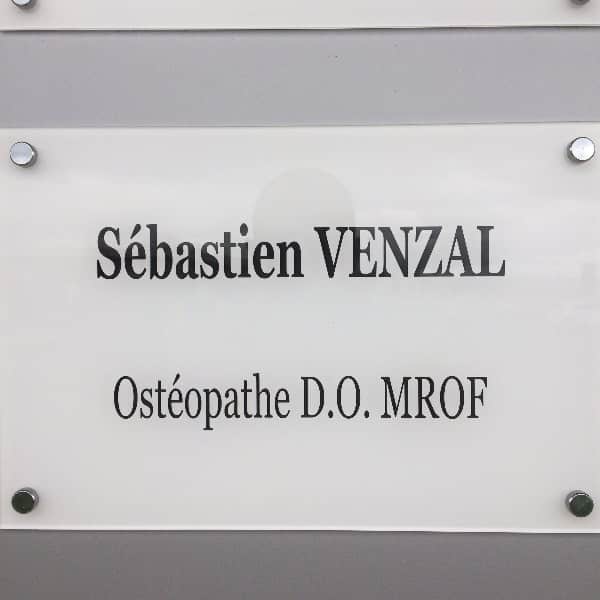 Sébastien VENZAL
Ostéopathe D.O. MROF